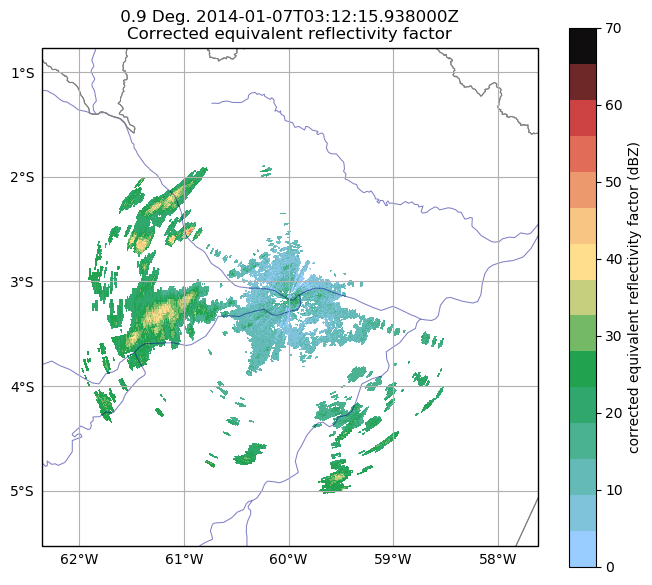 0.9 Deg. 2014-01-07T03:12:15.938000Z
Corrected equivalent reflectivity factor
1°S
2°S
3°S
4°S
5°S
62°W 61°W 60°W 59°W 58°W
70
60
50
40
30
20
10
0
corrected equivalent reflectivity factor (dBZ)